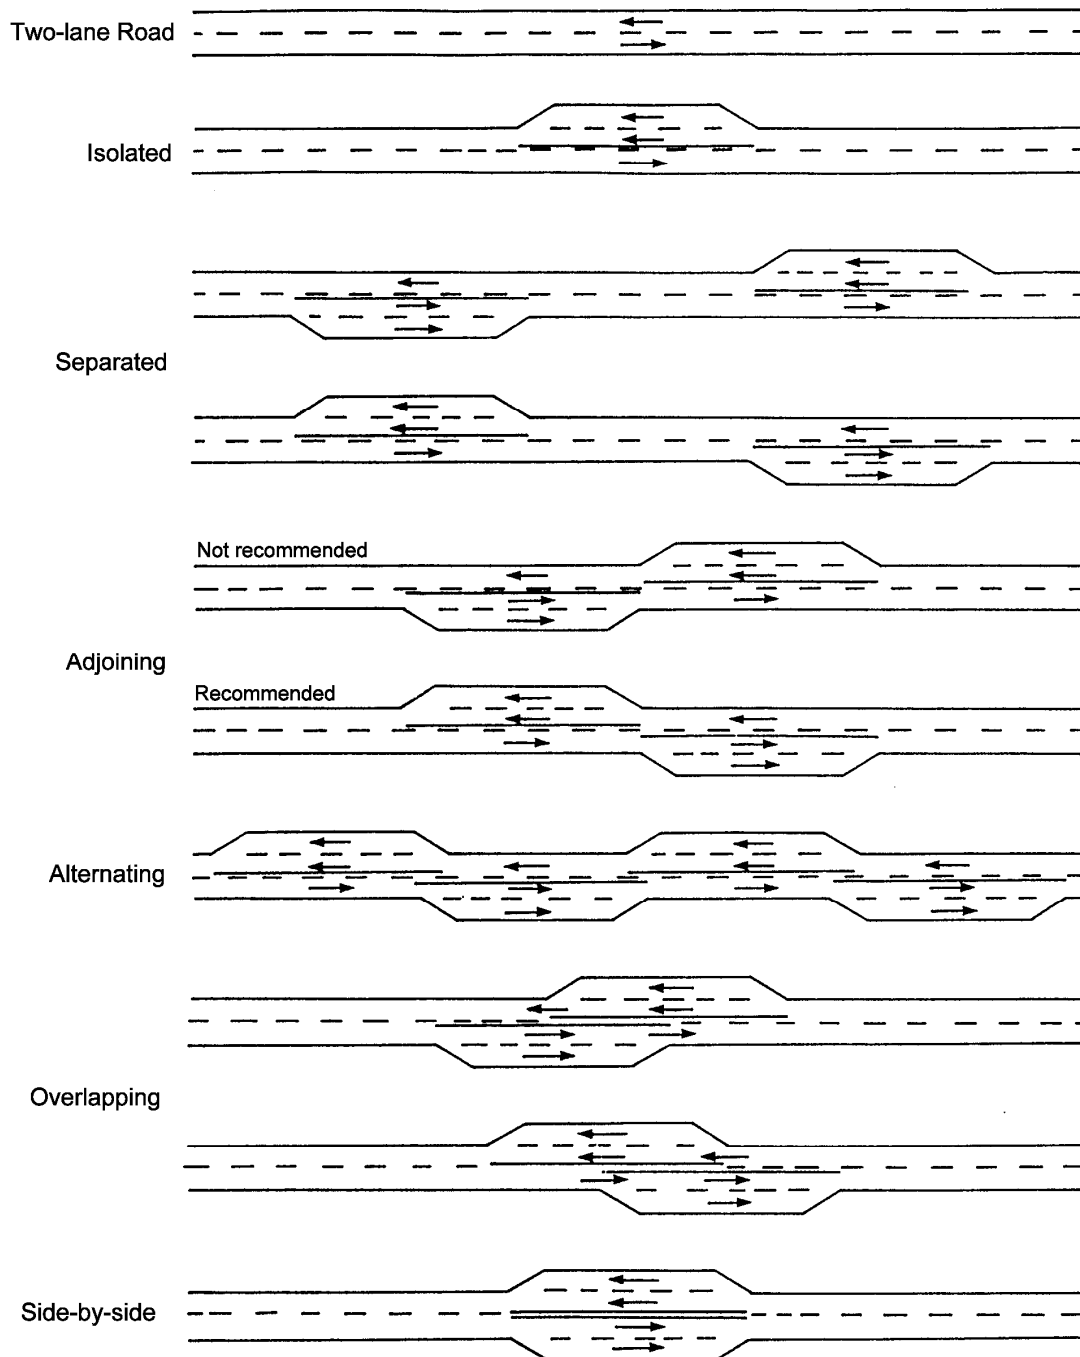 Two-lane Road
Isolated
Separated
Not recommended
Adjoining
Recommended
Alternating
Overlapping
Side-by-side